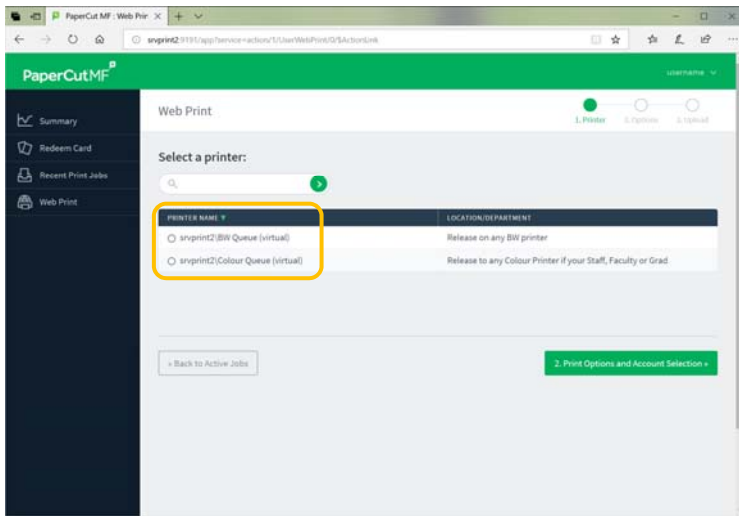 PaperCut MF : Web Prir
srvprint2:9191/app?service=action/1/UserWebPrint/0/$ActionLink
PaperCutMF
username
Summary
Redeem Card
Recent Print Jobs
Web Print
Web Print
1. Printer 2. Options 3. Upload
Select a printer:
PRINTER NAME LOCATION/DEPARTMENT
srvprint2\BW Queue (virtual) Release on any BW printer
srvprint2\Colour Queue (virtual) Release to any Colour Printer if your Staff, Faculty or Grad
« Back to Active Jobs
2. Print Options and Account Selection »